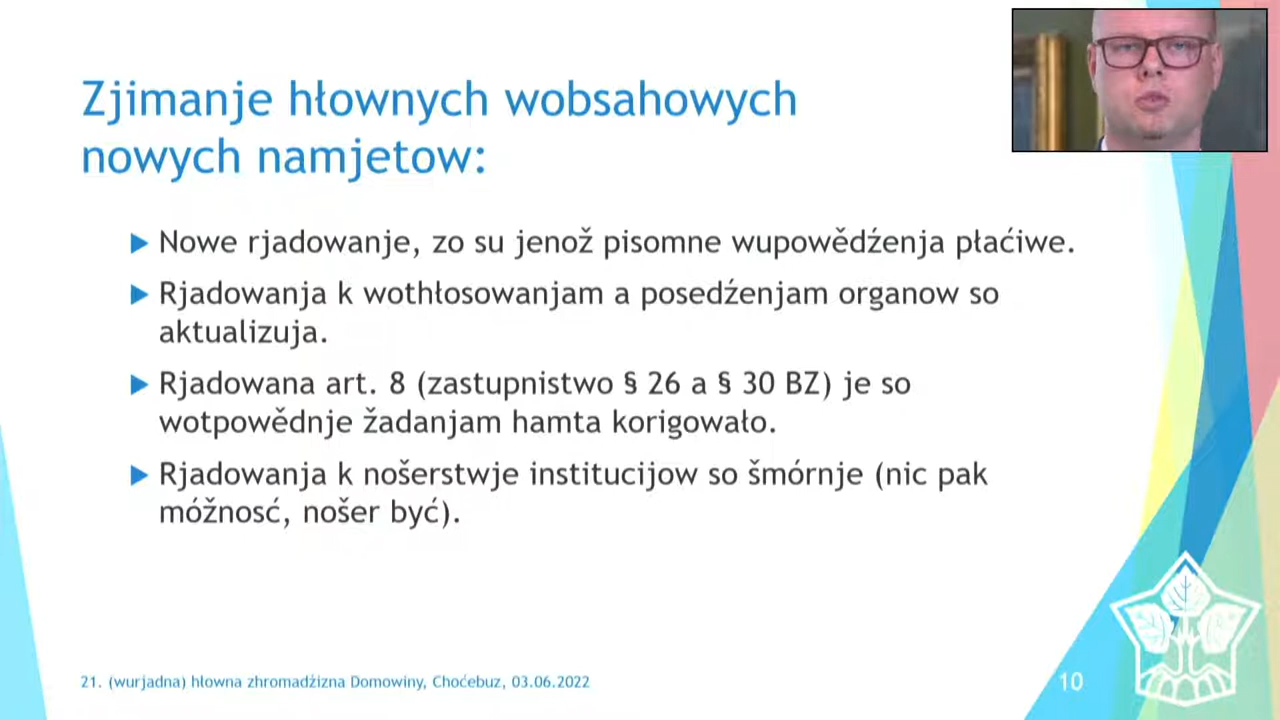 Zjimanje hłownych wobsahowych
nowych namjetow:
Nowe rjadowanje, zo su jenož pisomne wupowědźenja płaćiwe.
Rjadowanja k wothłosowanjam a posedźenjam organow so
aktualizuja.
Rjadowana art. 8 (zastupnistwo § 26 a § 30 BZ) je so
wotpowědnje žadanjam hamta korigowało.
Rjadowanja k nošerstwje institucijow so šmórnje (nic pak
móžnosć, nošer być).
21. (wurjadna) hłowna zhromadźizna Domowiny, Choćebuz, 03.06.2022
10